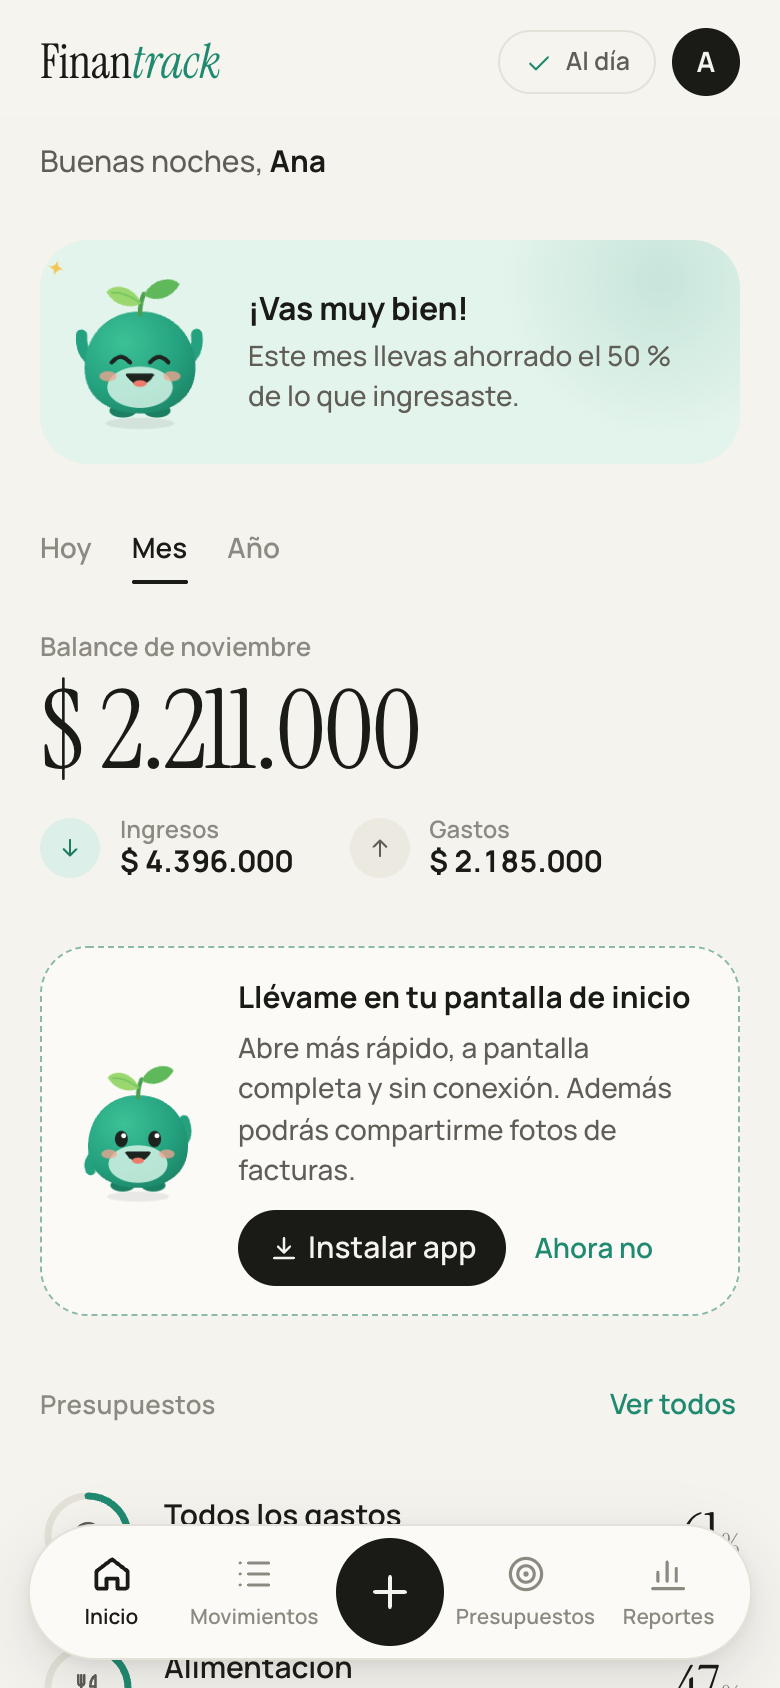 Finantrack
Al día
A
Buenas noches, Ana
¡Vas muy bien!
Este mes llevas ahorrado el 50 %
de lo que ingresaste.
Hoy Mes Año
Balance de noviembre
$ 2.211.000
Ingresos
$ 4.396.000
Gastos
$ 2.185.000
Llévame en tu pantalla de inicio
Abre más rápido, a pantalla
completa y sin conexión. Además
podrás compartirme fotos de
facturas.
Instalar app
Ahora no
Presupuestos
Ver todos
Todos los gastos
61 %
Inicio
Movimientos
Presupuestos
Reportes
Alimentación
47 %